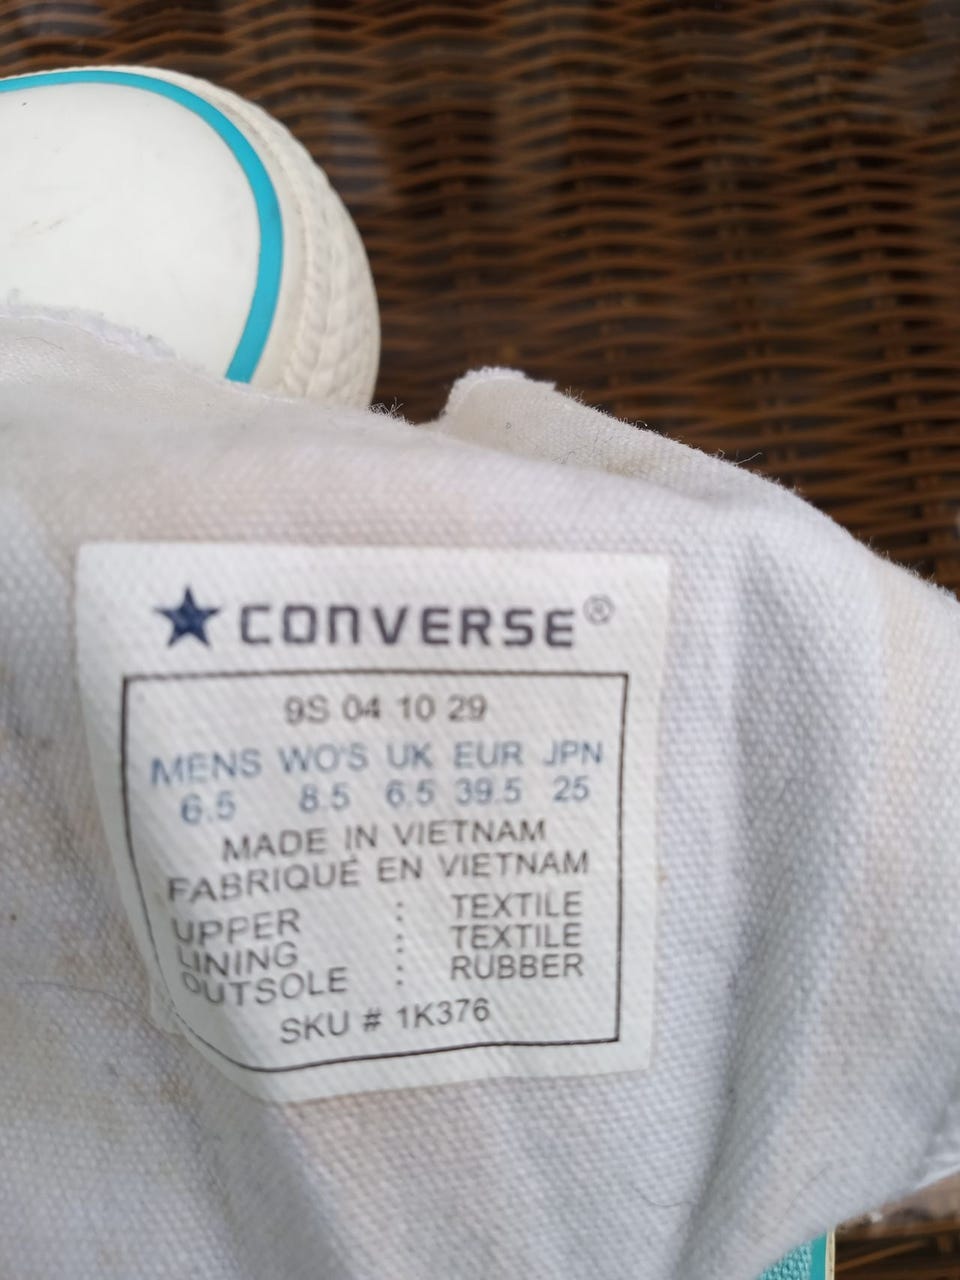 ★CONVERSE®
9S 04 10 29
MENS WO'S UK EUR JPN
6.5 8.5 6.5 39.5 25
MADE IN VIETNAM
FABRIQUÉ EN VIETNAM
UPPER : TEXTILE
LINING : TEXTILE
OUTSOLE : RUBBER
SKU # 1K376